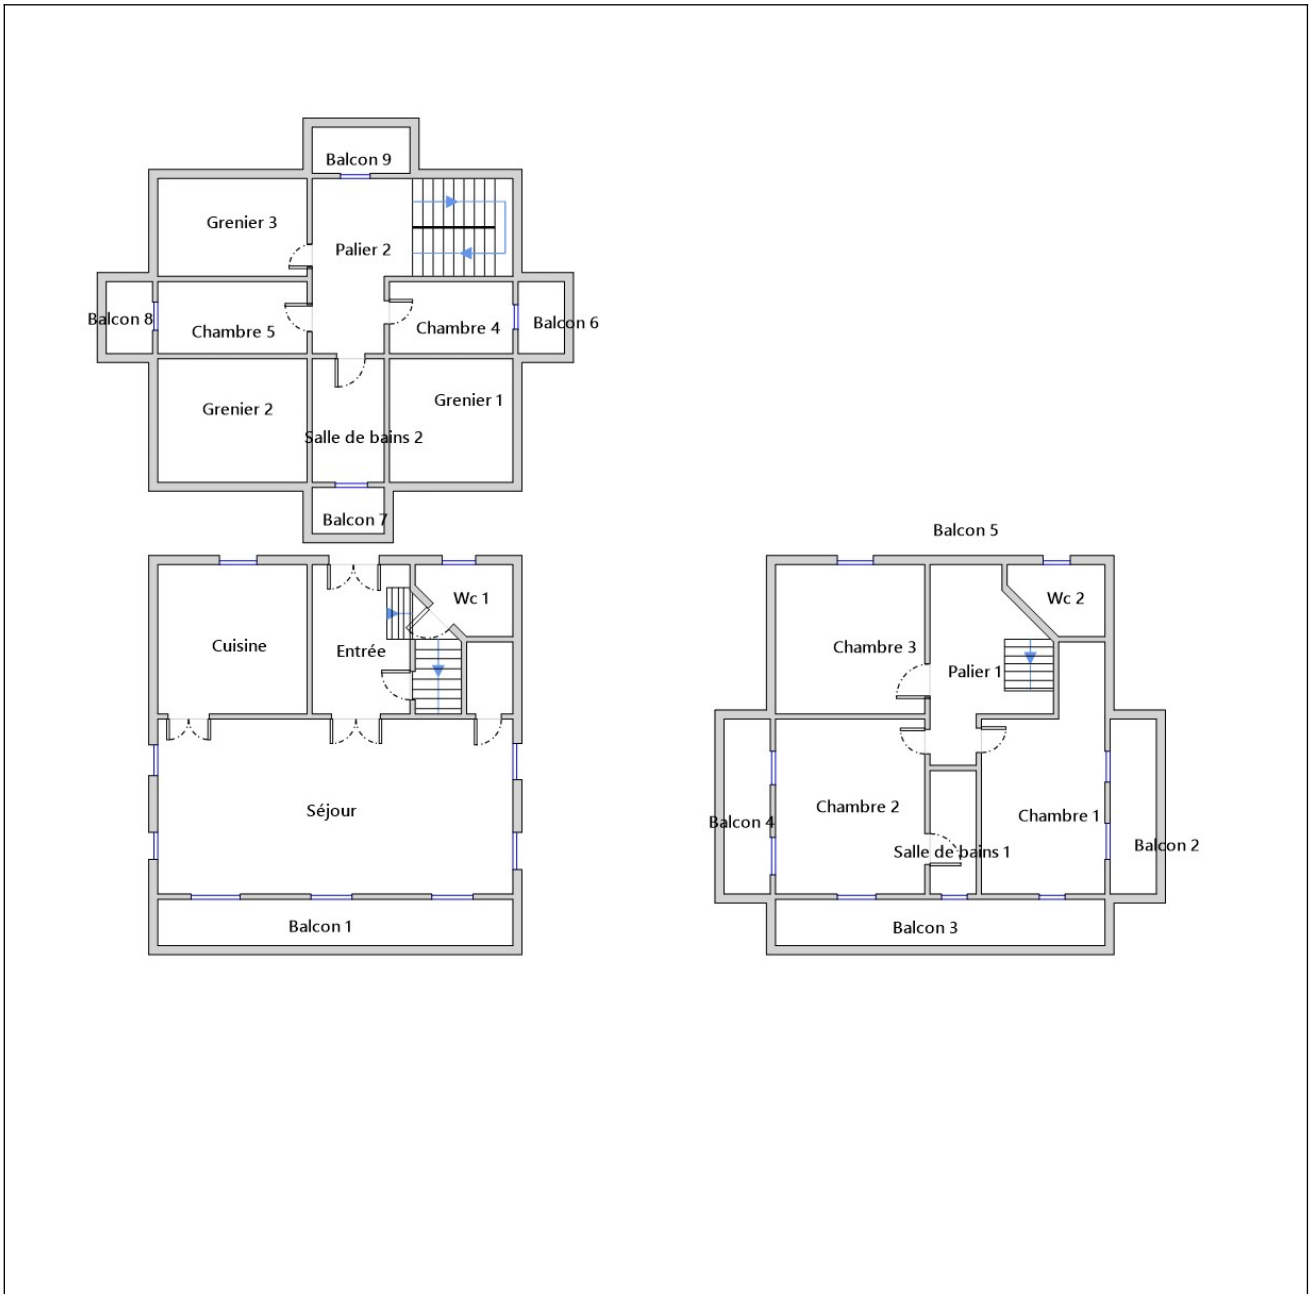 Balcon 9
Grenier 3
Palier 2
Balcon 8
Chambre 5
Chambre 4
Balcon 6
Grenier 2
Grenier 1
Salle de bains 2
Balcon 7
Cuisine
Entrée
Wc 1
Séjour
Balcon 1
Balcon 5
Wc 2
Chambre 3
Palier 1
Chambre 2
Chambre 1
Balcon 4
Salle de bains 1
Balcon 2
Balcon 3